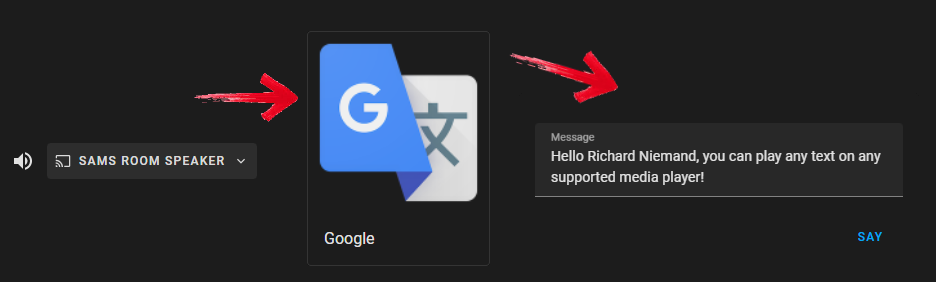 SAMS ROOM SPEAKER
G
文
Google
Message
Hello Richard Niemand, you can play any text on any
supported media player!
SAY